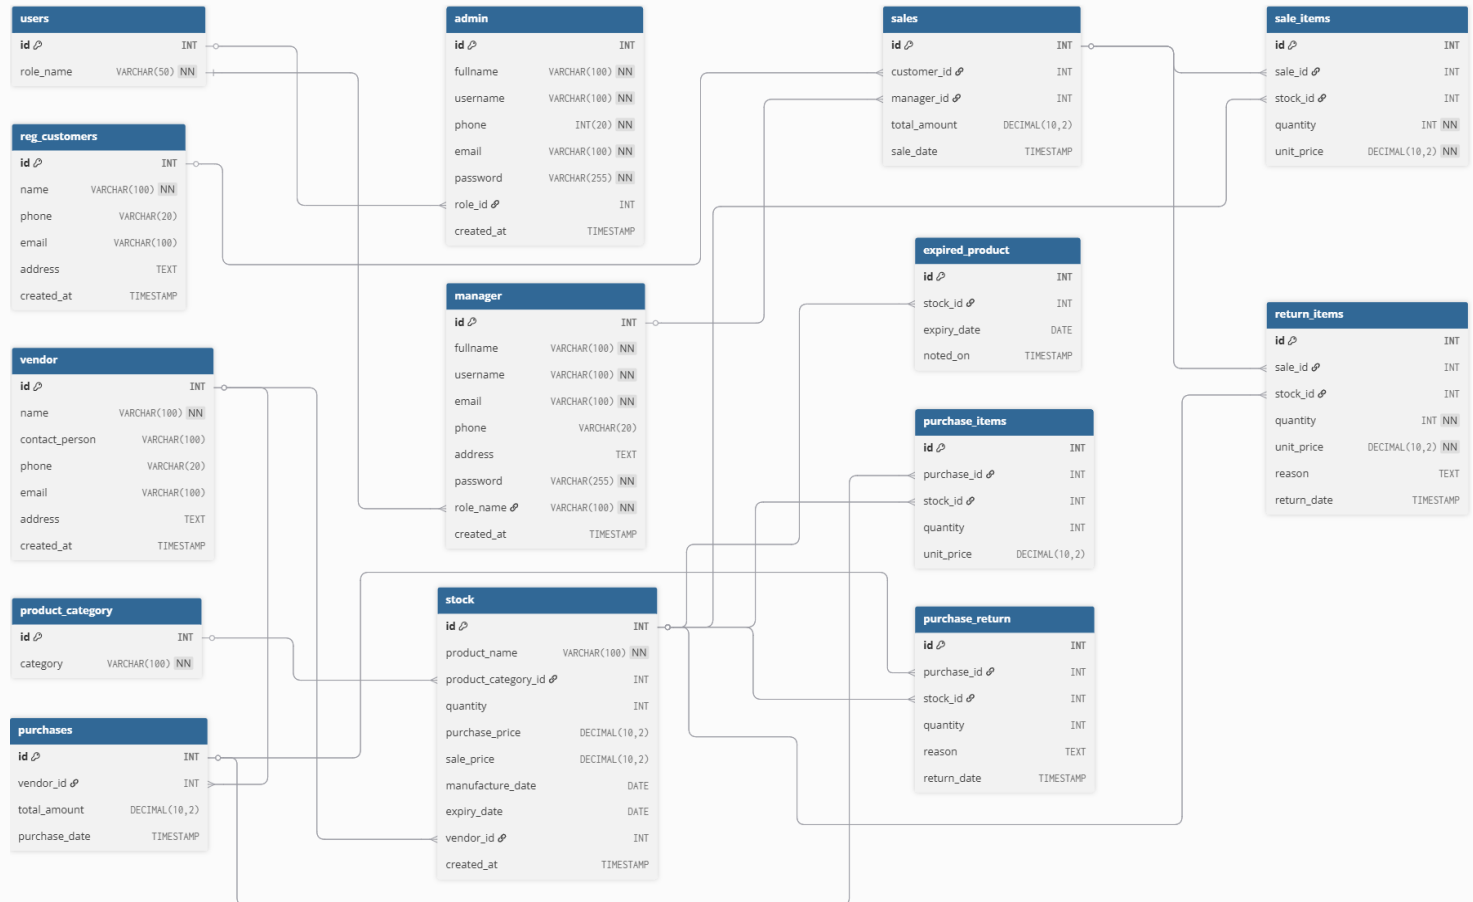 users
id INT
role_name VARCHAR(50) NN
reg_customers
id INT
name VARCHAR(100) NN
phone VARCHAR(20)
email VARCHAR(100)
address TEXT
created_at TIMESTAMP
vendor
id INT
name VARCHAR(100) NN
contact_person VARCHAR(100)
phone VARCHAR(20)
email VARCHAR(100)
address TEXT
created_at TIMESTAMP
product_category
id INT
category VARCHAR(100) NN
purchases
id INT
vendor_id INT
total_amount DECIMAL(10,2)
purchase_date TIMESTAMP
admin
id INT
fullname VARCHAR(100) NN
username VARCHAR(100) NN
phone INT(20) NN
email VARCHAR(100) NN
password VARCHAR(255) NN
role_id INT
created_at TIMESTAMP
manager
id INT
fullname VARCHAR(100) NN
username VARCHAR(100) NN
email VARCHAR(100) NN
phone VARCHAR(20)
address TEXT
password VARCHAR(255) NN
role_name VARCHAR(100) NN
created_at TIMESTAMP
stock
id INT
product_name VARCHAR(100) NN
product_category_id INT
quantity INT
purchase_price DECIMAL(10,2)
sale_price DECIMAL(10,2)
manufacture_date DATE
expiry_date DATE
vendor_id INT
created_at TIMESTAMP
sales
id INT
customer_id INT
manager_id INT
total_amount DECIMAL(10,2)
sale_date TIMESTAMP
expired_product
id INT
stock_id INT
expiry_date DATE
noted_on TIMESTAMP
purchase_items
id INT
purchase_id INT
stock_id INT
quantity INT
unit_price DECIMAL(10,2)
purchase_return
id INT
purchase_id INT
stock_id INT
quantity INT
reason TEXT
return_date TIMESTAMP
sale_items
id INT
sale_id INT
stock_id INT
quantity INT NN
unit_price DECIMAL(10,2) NN
return_items
id INT
sale_id INT
stock_id INT
quantity INT NN
unit_price DECIMAL(10,2) NN
reason TEXT
return_date TIMESTAMP